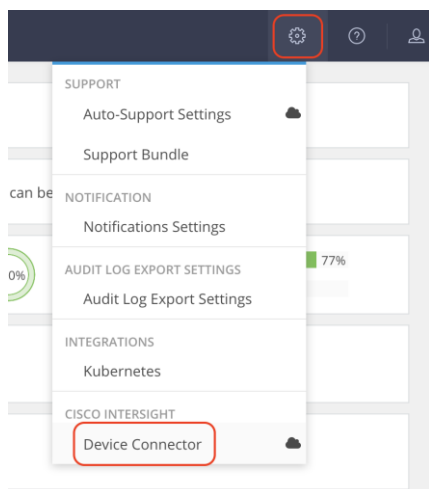 SUPPORT
Auto-Support Settings
Support Bundle
can be
NOTIFICATION
Notifications Settings
77%
0%
AUDIT LOG EXPORT SETTINGS
Audit Log Export Settings
INTEGRATIONS
Kubernetes
CISCO INTERSIGHT
Device Connector